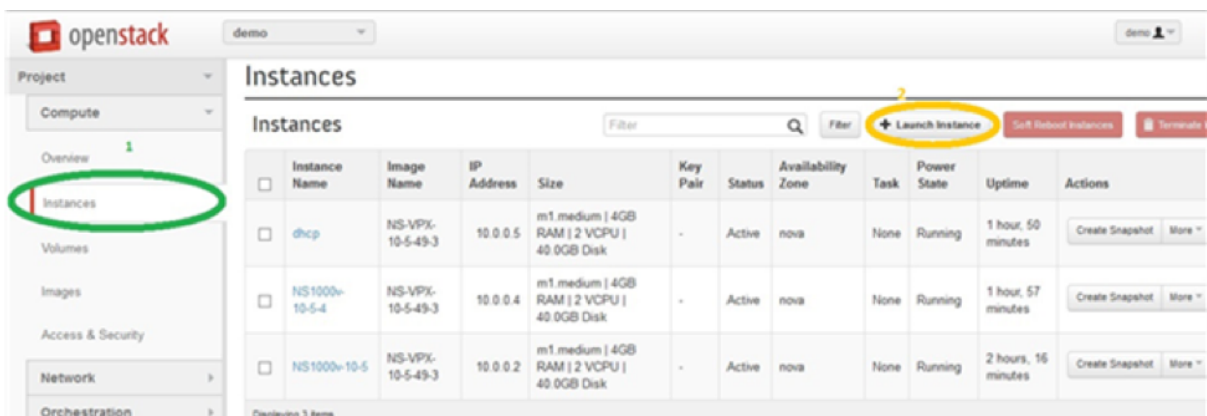 openstack
demo
demo
Project
Instances
Compute
2
Instances
Filter
Filter
+ Launch Instance
Soft Reboot Instances
Terminate
Overview
1
Instances
Volumes
Images
Access & Security
Network
Orchestration
Instance Name Image Name IP Address Size Key Pair Status Availability Zone Task Power State Uptime Actions
dhcp NS-VPX-10-5-49-3 10.0.0.5 m1.medium | 4GB RAM | 2 VCPU | 40.0GB Disk - Active nova None Running 1 hour, 50 minutes Create Snapshot More
NS1000v-10-5-4 NS-VPX-10-5-49-3 10.0.0.4 m1.medium | 4GB RAM | 2 VCPU | 40.0GB Disk - Active nova None Running 1 hour, 57 minutes Create Snapshot More
NS1000v-10-5 NS-VPX-10-5-49-3 10.0.0.2 m1.medium | 4GB RAM | 2 VCPU | 40.0GB Disk - Active nova None Running 2 hours, 16 minutes Create Snapshot More
Displaying 3 items